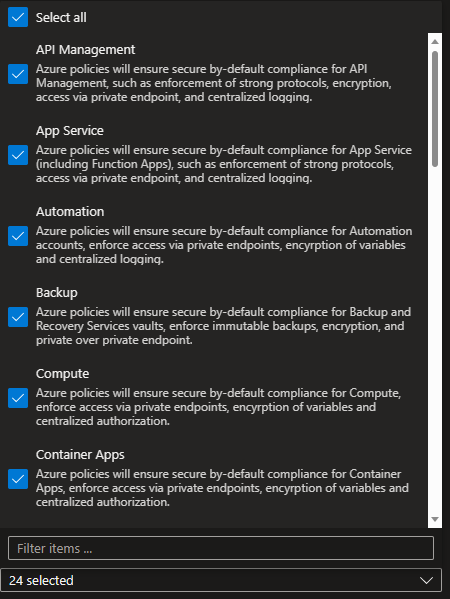 Select all
API Management
Azure policies will ensure secure by-default compliance for API
Management, such as enforcement of strong protocols, encryption,
access via private endpoint, and centralized logging.
App Service
Azure policies will ensure secure by-default compliance for App Service
(including Function Apps), such as enforcement of strong protocols,
access via private endpoint, and centralized logging.
Automation
Azure policies will ensure secure by-default compliance for Automation
accounts, enforce access via private endpoints, encyrption of variables
and centralized logging.
Backup
Azure policies will ensure secure by-default compliance for Backup and
Recovery Services vaults, enforce immutable backups, encryption, and
private over private endpoint.
Compute
Azure policies will ensure secure by-default compliance for Compute,
enforce access via private endpoints, encyrption of variables and
centralized authorization.
Container Apps
Azure policies will ensure secure by-default compliance for Container
Apps, enforce access via private endpoints, encyrption of variables and
centralized authorization.
Filter items ...
24 selected